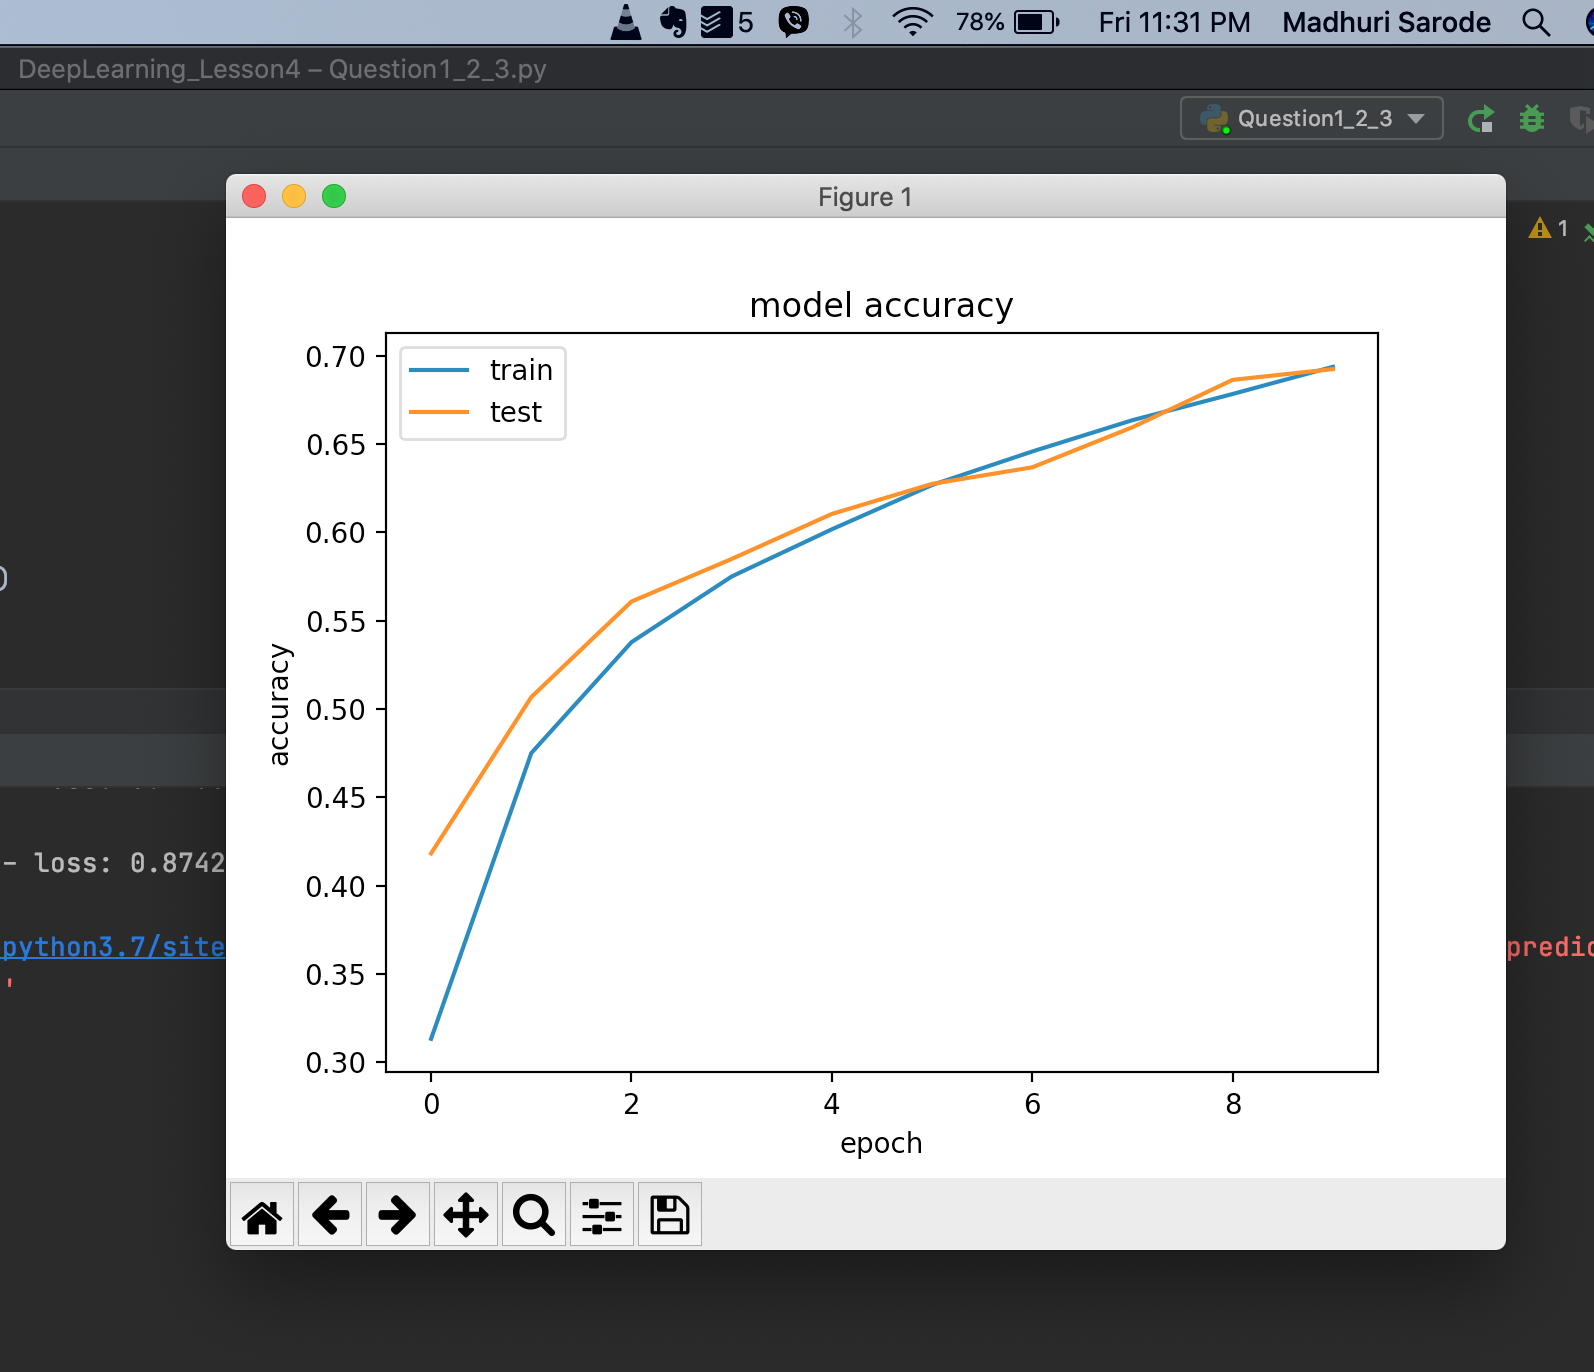 5 78% Fri 11:31 PM Madhuri Sarode
DeepLearning_Lesson4 – Question1_2_3.py
Question1_2_3
Figure 1
1
model accuracy
train
test
0.70
0.65
0.60
0.55
0.50
0.45
0.40
0.35
0.30
accuracy
0 2 4 6 8
epoch
- loss: 0.8742
python3.7/site
predic
'